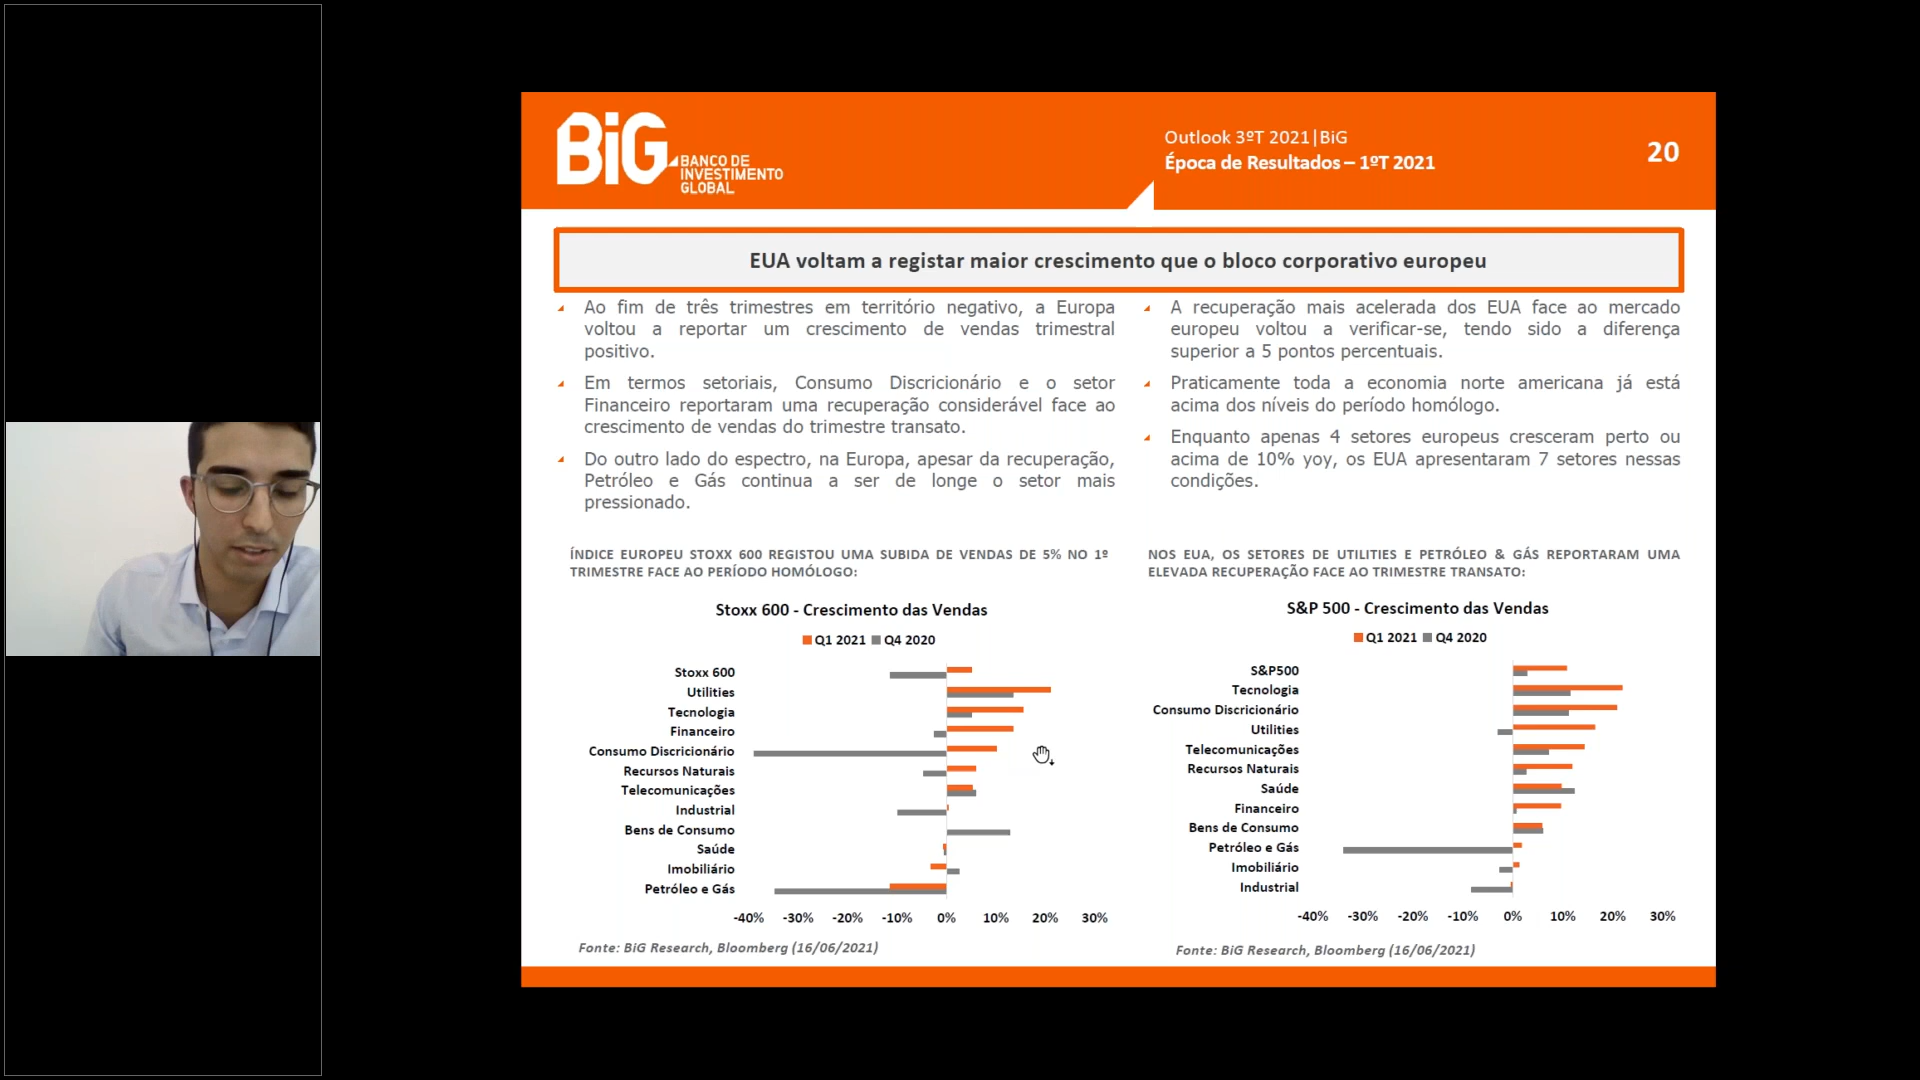 BiG
BANCO DE
INVESTIMENTO
GLOBAL
Outlook 3ºT 2021|BiG
Época de Resultados – 1ºT 2021
20
EUA voltam a registar maior crescimento que o bloco corporativo europeu
Ao fim de três trimestres em território negativo, a Europa
voltou a reportar um crescimento de vendas trimestral
positivo.
Em termos setoriais, Consumo Discricionário e o setor
Financeiro reportaram uma recuperação considerável face ao
crescimento de vendas do trimestre transato.
Do outro lado do espectro, na Europa, apesar da recuperação,
Petróleo e Gás continua a ser de longe o setor mais
pressionado.
A recuperação mais acelerada dos EUA face ao mercado
europeu voltou a verificar-se, tendo sido a diferença
superior a 5 pontos percentuais.
Praticamente toda a economia norte americana já está
acima dos níveis do período homólogo.
Enquanto apenas 4 setores europeus cresceram perto ou
acima de 10% yoy, os EUA apresentaram 7 setores nessas
condições.
ÍNDICE EUROPEU STOXX 600 REGISTOU UMA SUBIDA DE VENDAS DE 5% NO 1º
TRIMESTRE FACE AO PERÍODO HOMÓLOGO:
Stoxx 600 - Crescimento das Vendas
Q1 2021 Q4 2020
Stoxx 600
Utilities
Tecnologia
Financeiro
Consumo Discricionário
Recursos Naturais
Telecomunicações
Industrial
Bens de Consumo
Saúde
Imobiliário
Petróleo e Gás
-40% -30% -20% -10% 0% 10% 20% 30%
Fonte: BiG Research, Bloomberg (16/06/2021)
NOS EUA, OS SETORES DE UTILITIES E PETRÓLEO & GÁS REPORTARAM UMA
ELEVADA RECUPERAÇÃO FACE AO TRIMESTRE TRANSATO:
S&P 500 - Crescimento das Vendas
Q1 2021 Q4 2020
S&P500
Tecnologia
Consumo Discricionário
Utilities
Telecomunicações
Recursos Naturais
Saúde
Financeiro
Bens de Consumo
Petróleo e Gás
Imobiliário
Industrial
-40% -30% -20% -10% 0% 10% 20% 30%
Fonte: BiG Research, Bloomberg (16/06/2021)